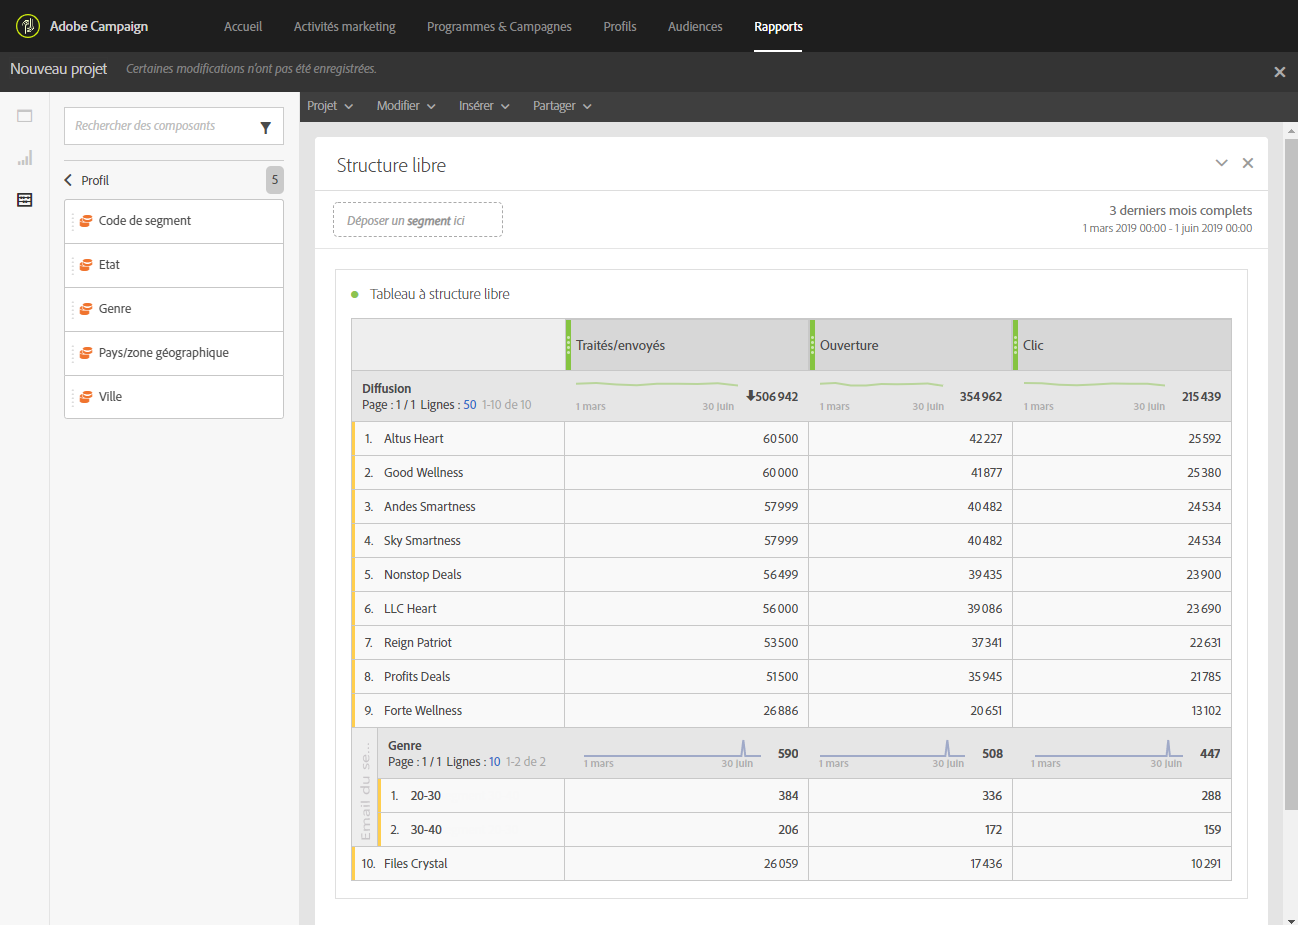 Adobe Campaign Accueil Activités marketing Programmes & Campagnes Profils Audiences Rapports
Nouveau projet Certaines modifications n'ont pas été enregistrées.
Projet Modifier Insérer Partager
Rechercher des composants
Profil 5
Code de segment
Etat
Genre
Pays/zone géographique
Ville
Structure libre
Déposer un segment ici
3 derniers mois complets
1 mars 2019 00:00 - 1 juin 2019 00:00
Tableau à structure libre
Traités/envoyés Ouverture Clic
Diffusion
Page : 1 / 1 Lignes : 50 1-10 de 10
1 mars 30 juin 506 942 1 mars 30 juin 354 962 1 mars 30 juin 215 439
1. Altus Heart 60 500 42 227 25 592
2. Good Wellness 60 000 41 877 25 380
3. Andes Smartness 57 999 40 482 24 534
4. Sky Smartness 57 999 40 482 24 534
5. Nonstop Deals 56 499 39 435 23 900
6. LLC Heart 56 000 39 086 23 690
7. Reign Patriot 53 500 37 341 22 631
8. Profits Deals 51 500 35 945 21 785
9. Forte Wellness 26 886 20 651 13 102
Email du se...
Genre
Page : 1 / 1 Lignes : 10 1-2 de 2
1 mars 30 juin 590 1 mars 30 juin 508 1 mars 30 juin 447
1. 20-30 384 336 288
2. 30-40 206 172 159
10. Files Crystal 26 059 17 436 10 291